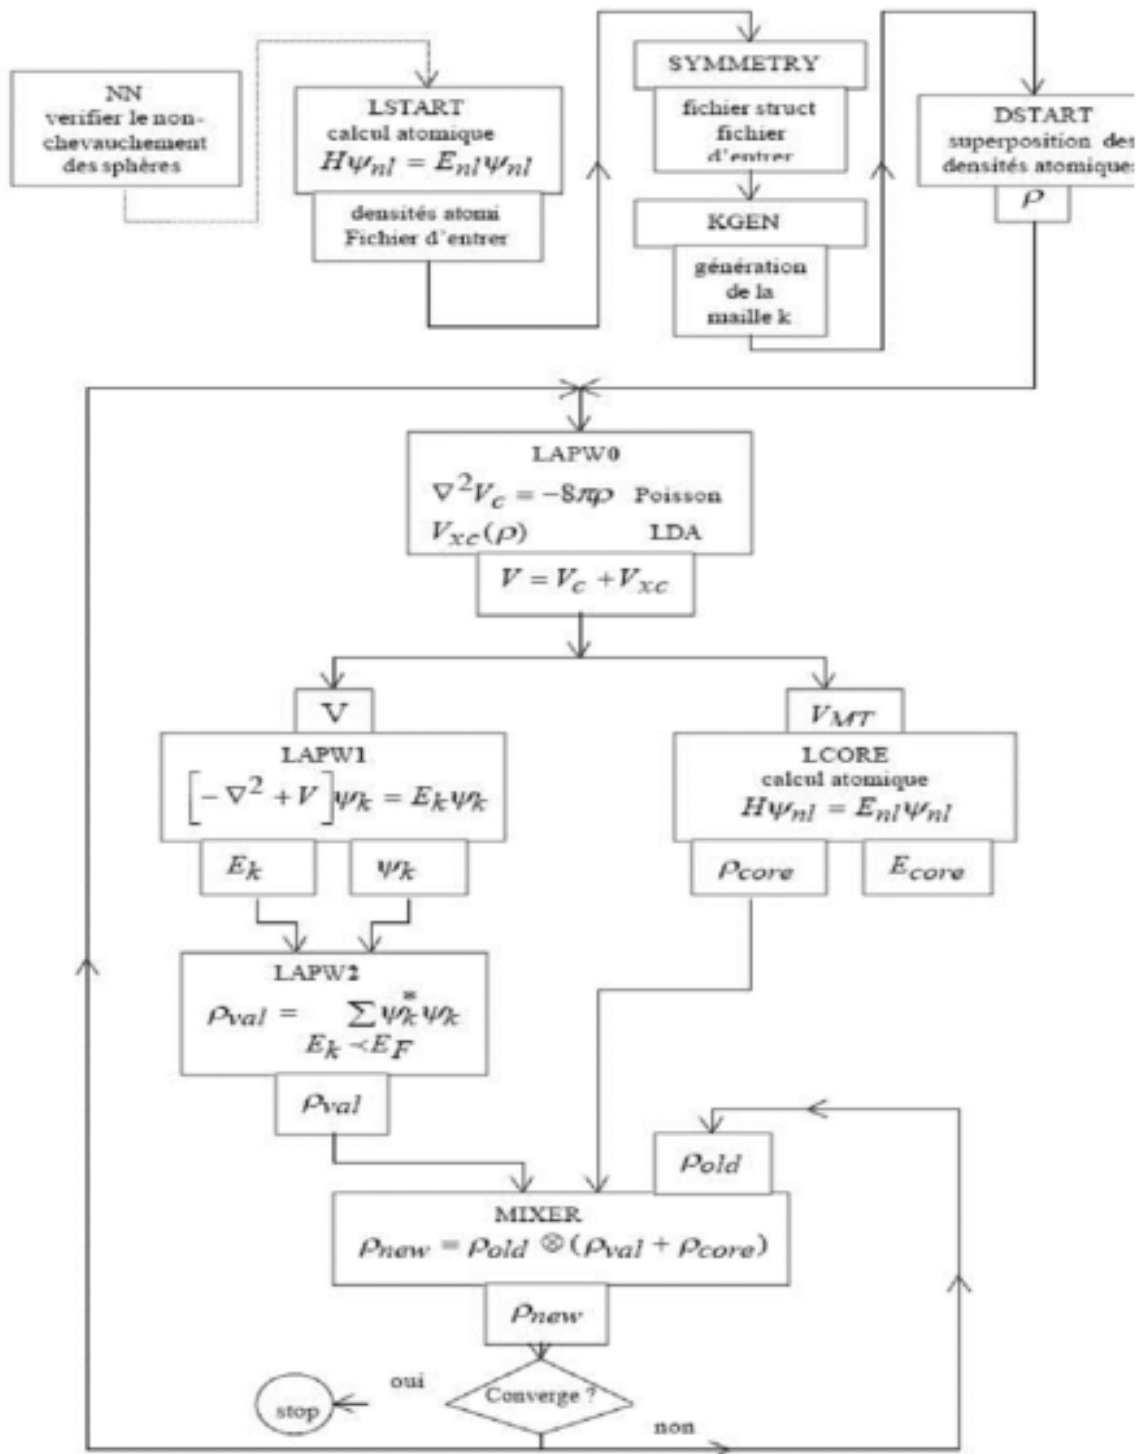 NN
verifier le non-
chevauchement
des sphères
LSTART
calcul atomique
Hψnl = Enlψnl
densités atomi
Fichier d'entrer
SYMMETRY
fichier struct
fichier
d'entrer
KGEN
génération
de la
maille k
DSTART
superposition des
densités atomiques
ρ
LAPW0
∇²Vc = −8πρ Poisson
Vxc(ρ) LDA
V = Vc + Vxc
V
LAPW1
[−∇² + V]ψk = Ekψk
Ek
ψk
VMT
LCORE
calcul atomique
Hψnl = Enlψnl
ρcore
Ecore
LAPW2
ρval = Σ ψk*ψk
Ek ≺ EF
ρval
ρold
MIXER
ρnew = ρold ⊗ (ρval + ρcore)
ρnew
Converge ?
oui
stop
non